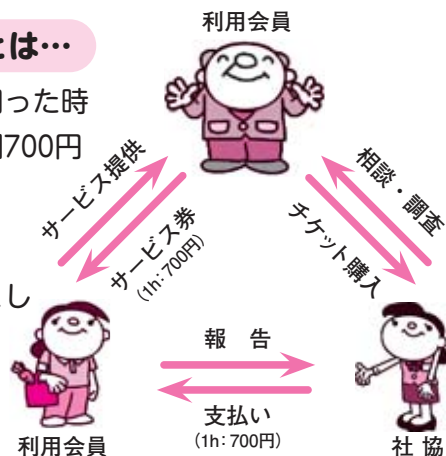 とは…
利用会員
った時
700円
サービス提供
サービス券
(1h:700円)
相談・調査
チケット購入
し
報 告
支払い
(1h:700円)
利用会員
社 協